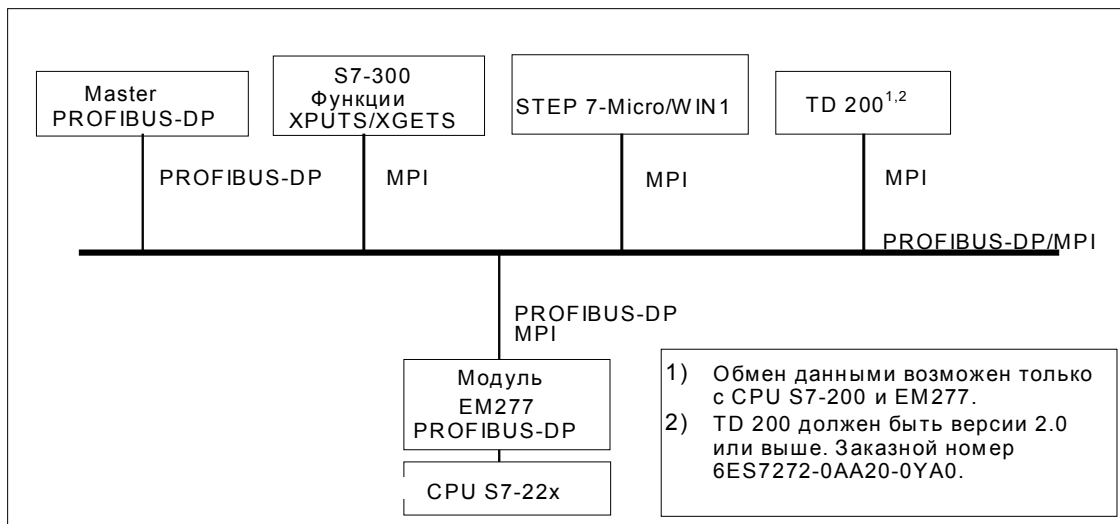 Master
PROFIBUS-DP
S7-300
Функции
XPUTS/XGETS
STEP 7-Micro/WIN1
TD 2001,2
PROFIBUS-DP
MPI
MPI
MPI
PROFIBUS-DP/MPI
PROFIBUS-DP
MPI
Модуль
EM277
PROFIBUS-DP
CPU S7-22x
1) Обмен данными возможен только
с CPU S7-200 и EM277.
2) TD 200 должен быть версии 2.0
или выше. Заказной номер
6ES7272-0AA20-0YA0.